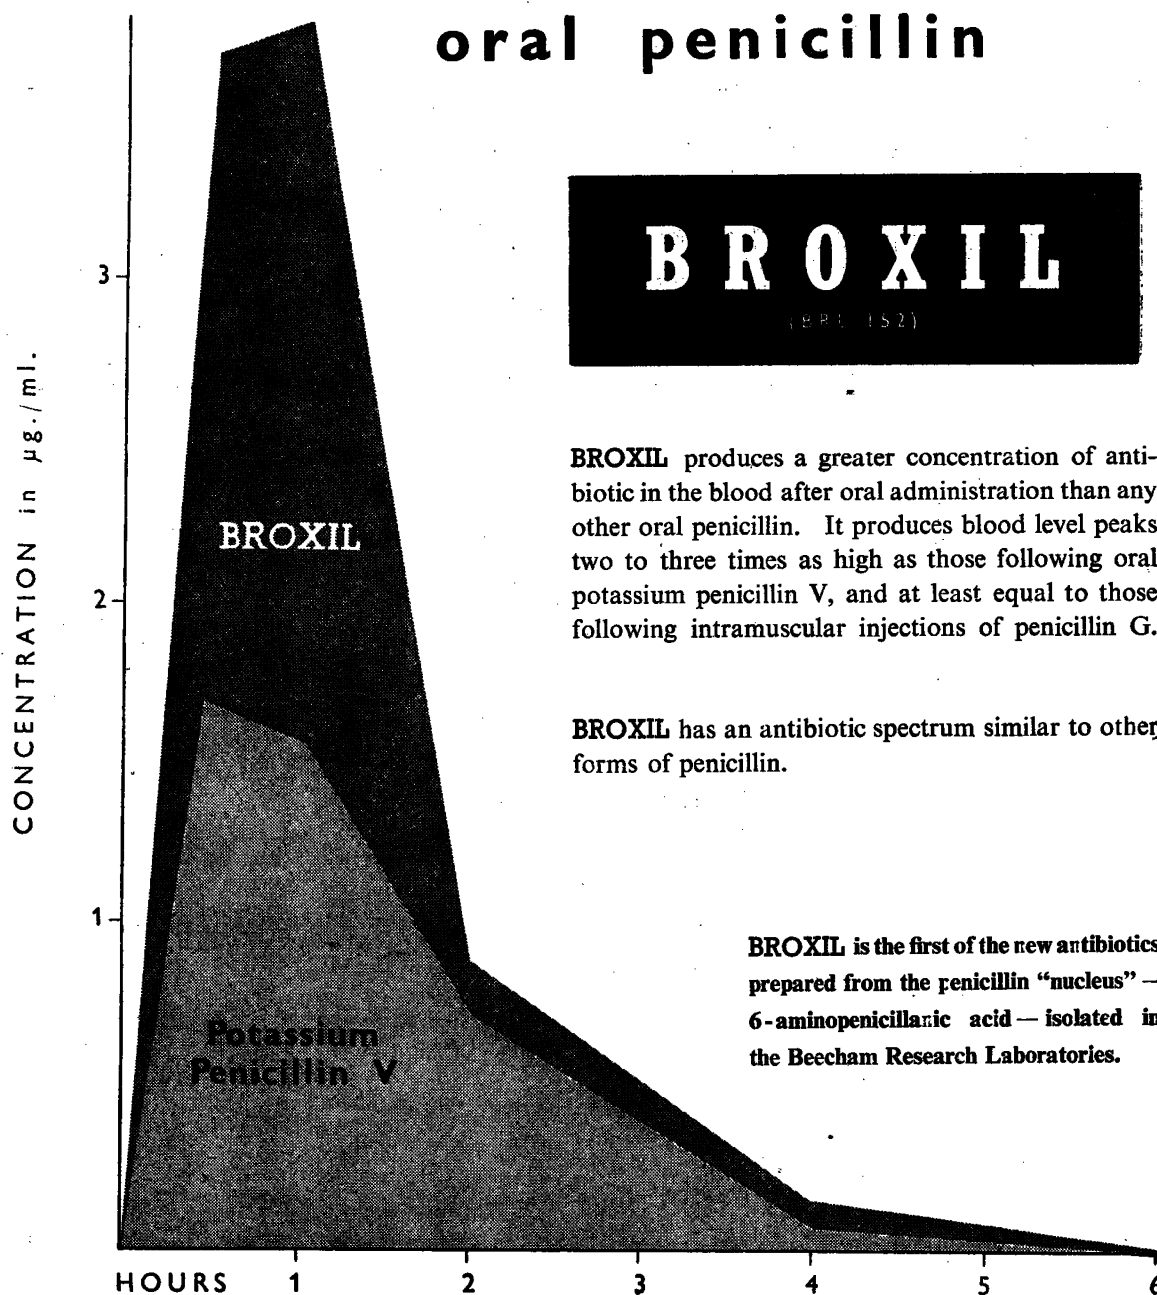 oral penicillin
BROXIL
(BRL 152)
BROXIL produces a greater concentration of anti-
biotic in the blood after oral administration than any
other oral penicillin. It produces blood level peaks
two to three times as high as those following oral
potassium penicillin V, and at least equal to those
following intramuscular injections of penicillin G.
BROXIL has an antibiotic spectrum similar to other
forms of penicillin.
BROXIL is the first of the new antibiotics
prepared from the penicillin “nucleus” —
6-aminopenicillanic acid — isolated in
the Beecham Research Laboratories.
CONCENTRATION in µg./ml.
3
2
1
BROXIL
Potassium
Penicillin V
HOURS 1 2 3 4 5 6